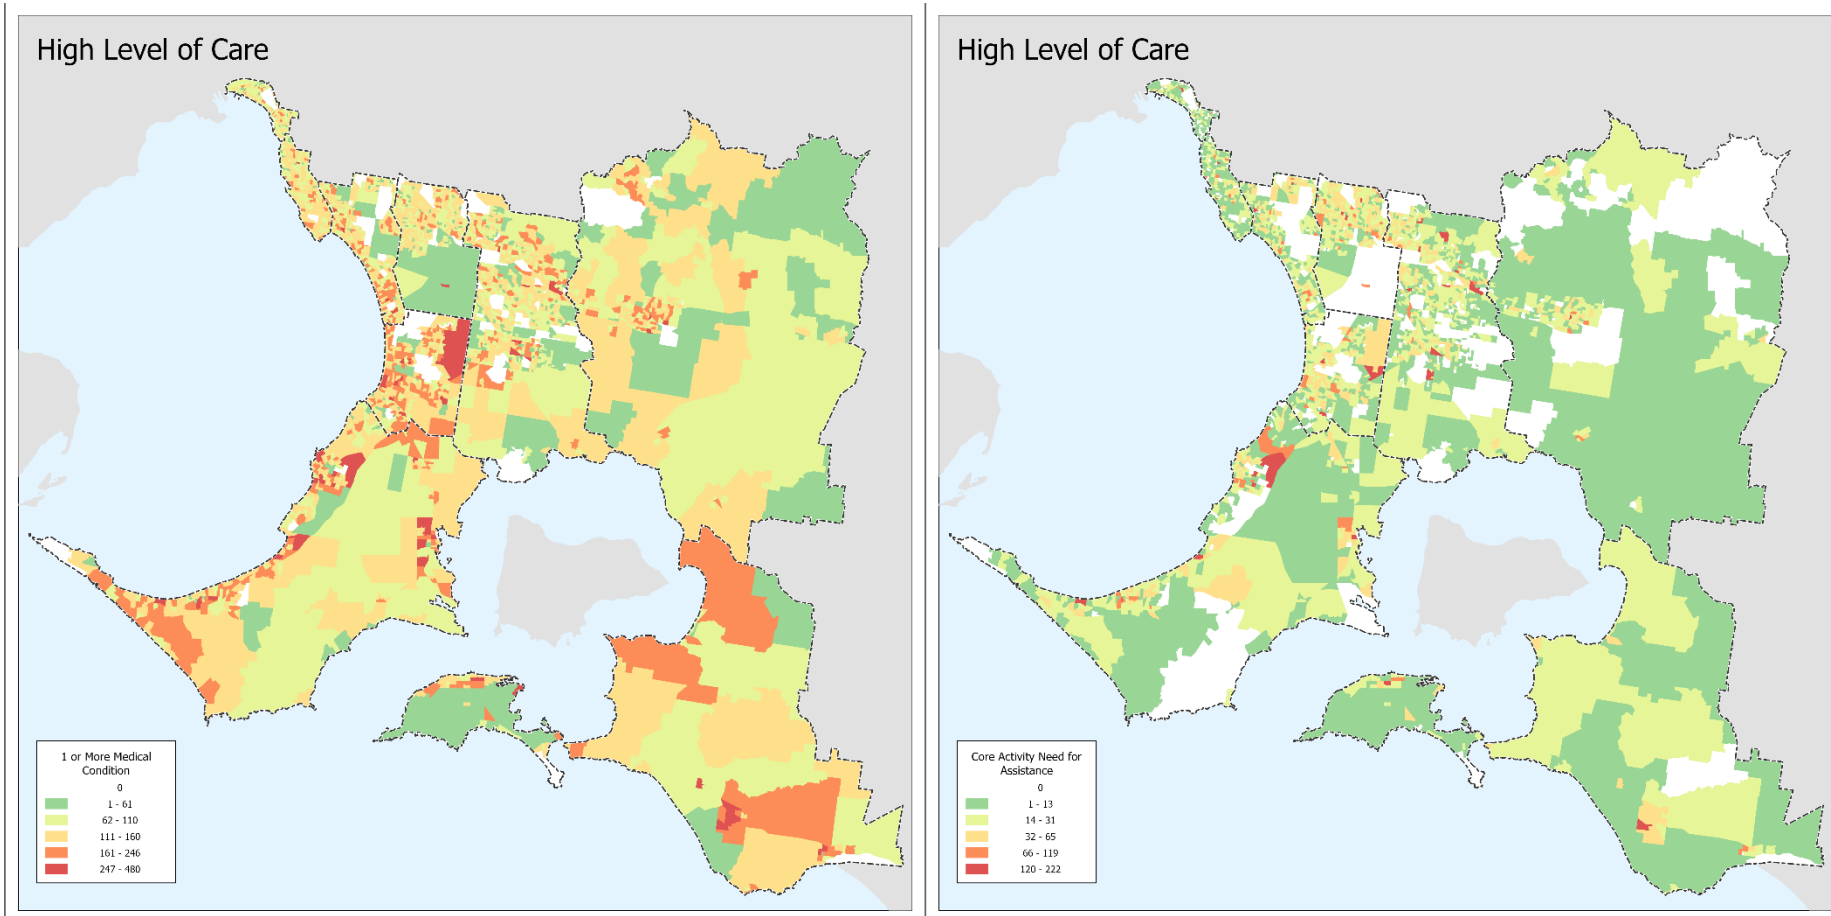 High Level of Care
1 or More Medical
Condition
0
1 - 61
62 - 110
111 - 160
161 - 246
247 - 480
High Level of Care
Core Activity Need for
Assistance
0
1 - 13
14 - 31
32 - 65
66 - 119
120 - 222